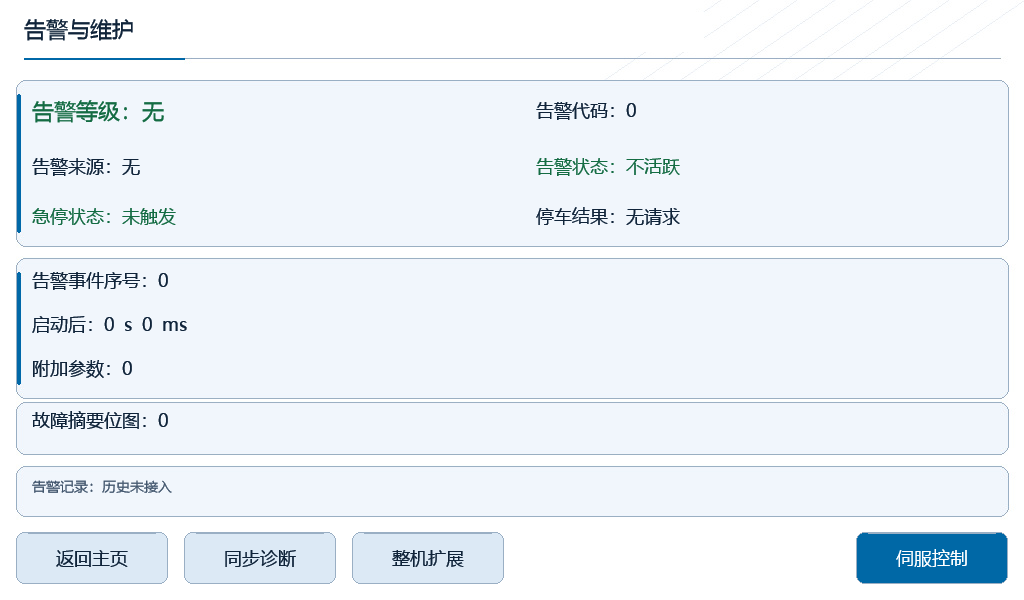 告警与维护
告警等级：无
告警代码：0
告警来源：无
告警状态：不活跃
急停状态：未触发
停车结果：无请求
告警事件序号：0
启动后：0 s 0 ms
附加参数：0
故障摘要位图：0
告警记录：历史未接入
返回主页
同步诊断
整机扩展
伺服控制